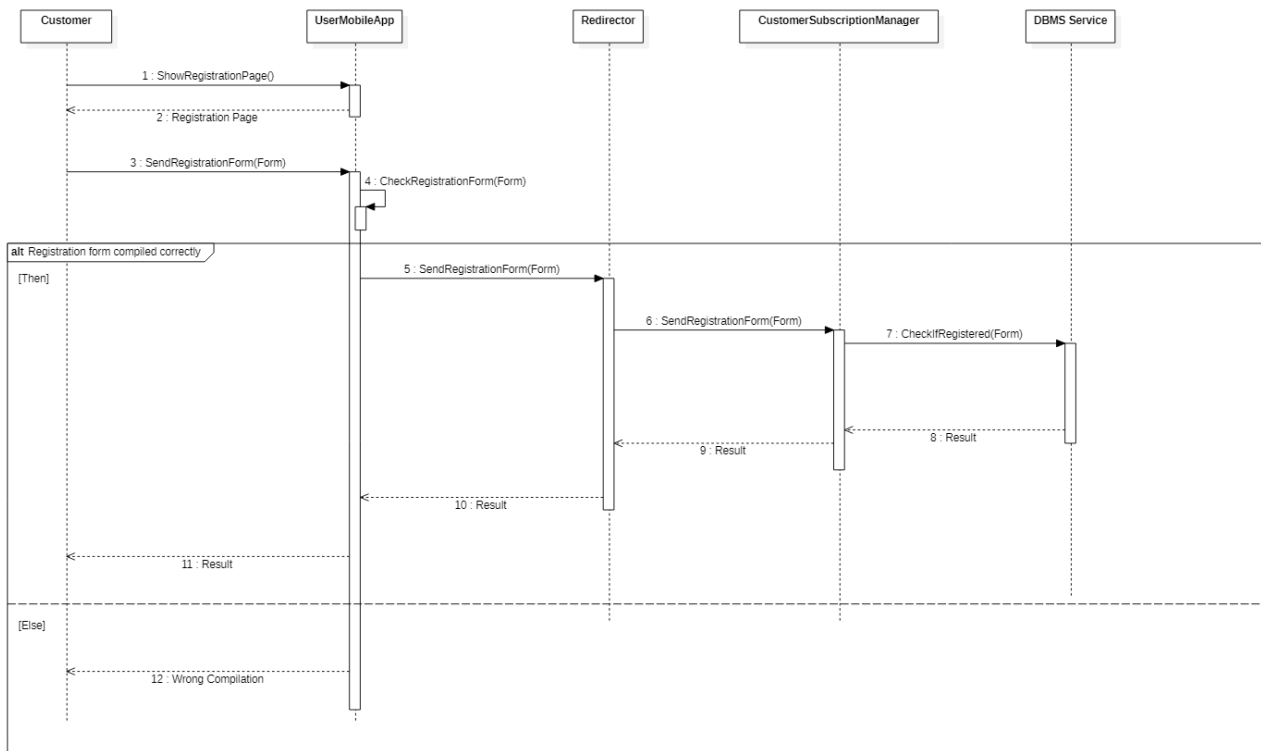 Customer
UserMobileApp
Redirector
CustomerSubscriptionManager
DBMS Service
1 : ShowRegistrationPage()
2 : Registration Page
3 : SendRegistrationForm(Form)
4 : CheckRegistrationForm(Form)
alt Registration form compiled correctly
[Then]
5 : SendRegistrationForm(Form)
6 : SendRegistrationForm(Form)
7 : CheckIfRegistered(Form)
8 : Result
9 : Result
10 : Result
11 : Result
[Else]
12 : Wrong Compilation